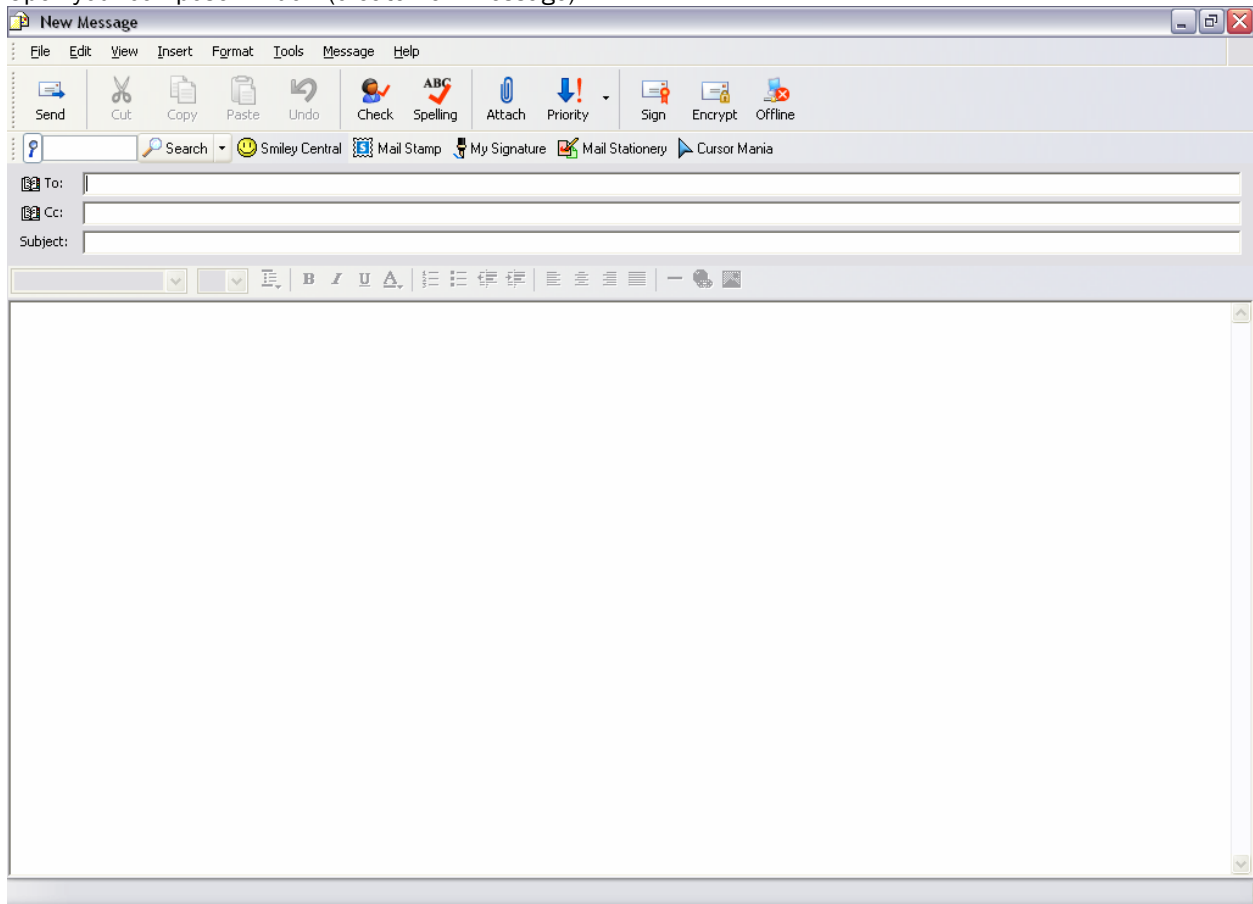 New Message
File Edit View Insert Format Tools Message Help
ABC
Send Cut Copy Paste Undo Check Spelling Attach Priority Sign Encrypt Offline
Search Smiley Central Mail Stamp My Signature Mail Stationery Cursor Mania
To:
Cc:
Subject:
B I U A